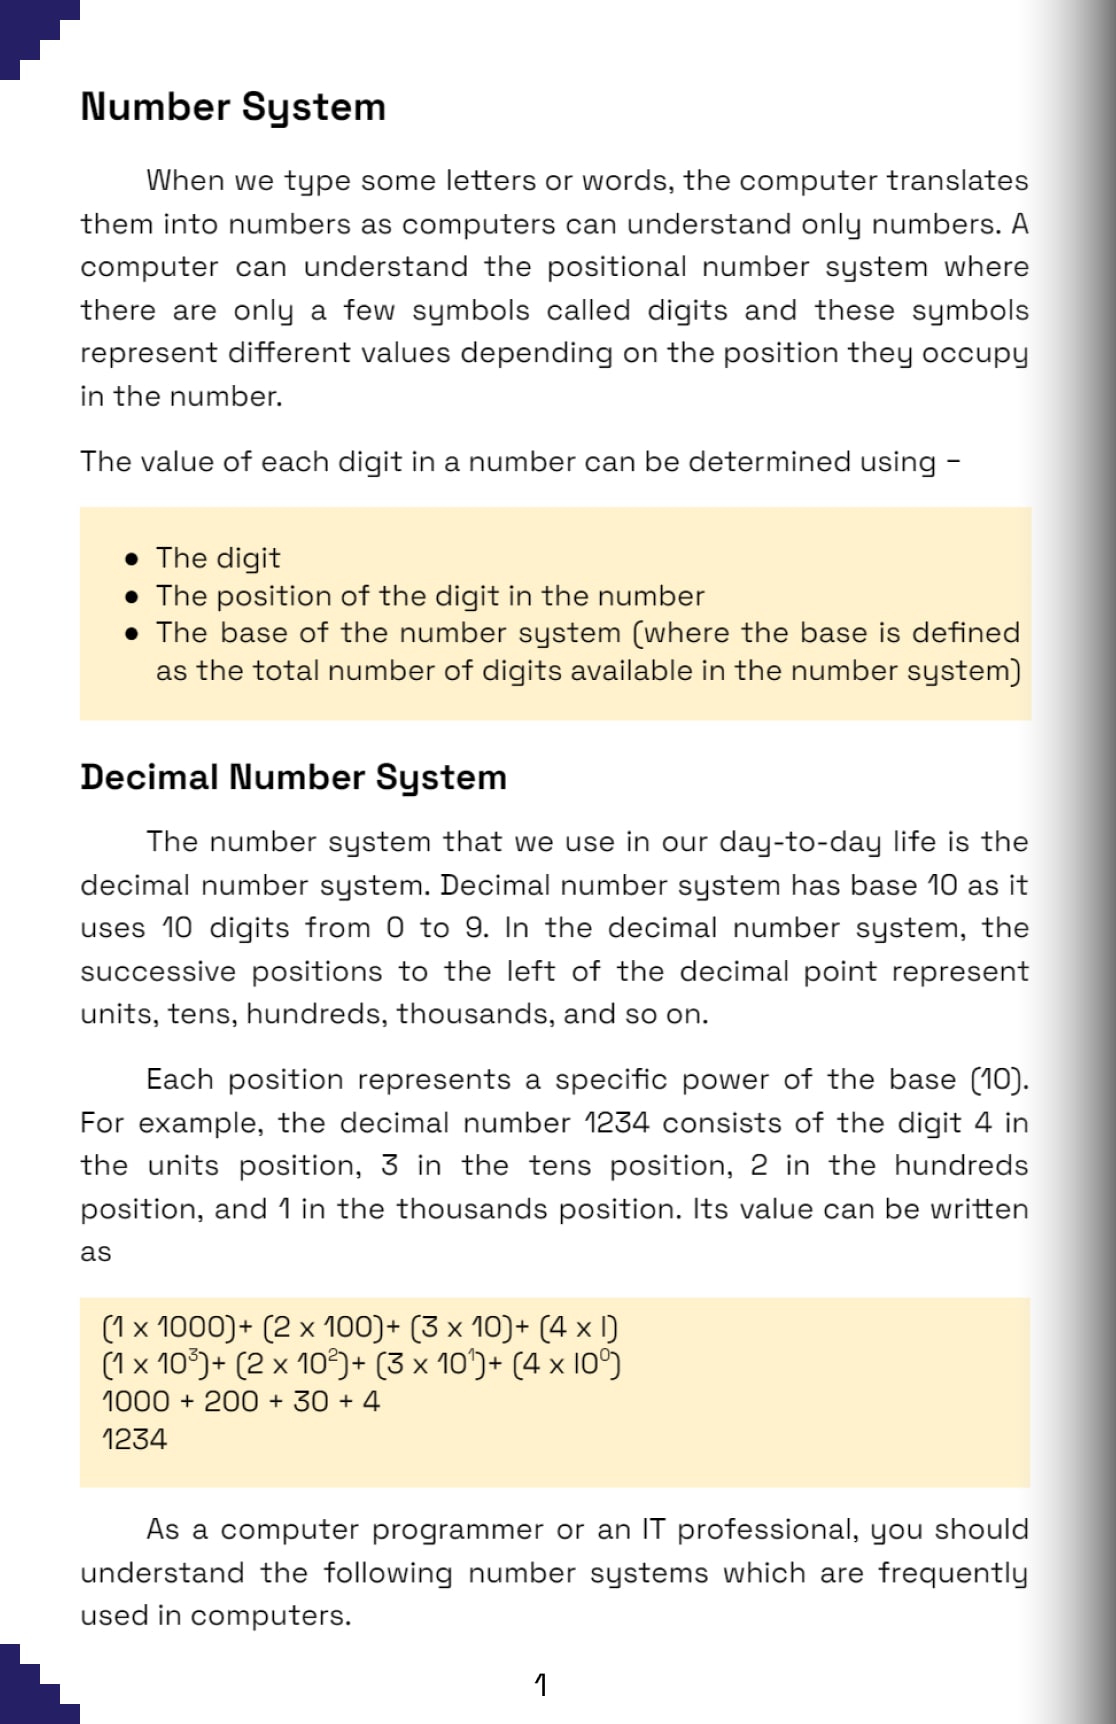 Number System
When we type some letters or words, the computer translates
them into numbers as computers can understand only numbers. A
computer can understand the positional number system where
there are only a few symbols called digits and these symbols
represent different values depending on the position they occupy
in the number.
The value of each digit in a number can be determined using –
● The digit
● The position of the digit in the number
● The base of the number system (where the base is defined
as the total number of digits available in the number system)
Decimal Number System
The number system that we use in our day-to-day life is the
decimal number system. Decimal number system has base 10 as it
uses 10 digits from 0 to 9. In the decimal number system, the
successive positions to the left of the decimal point represent
units, tens, hundreds, thousands, and so on.
Each position represents a specific power of the base (10).
For example, the decimal number 1234 consists of the digit 4 in
the units position, 3 in the tens position, 2 in the hundreds
position, and 1 in the thousands position. Its value can be written
as
(1 x 1000)+ (2 x 100)+ (3 x 10)+ (4 x l)
(1 x 10³)+ (2 x 10²)+ (3 x 10¹)+ (4 x l0⁰)
1000 + 200 + 30 + 4
1234
As a computer programmer or an IT professional, you should
understand the following number systems which are frequently
used in computers.
1